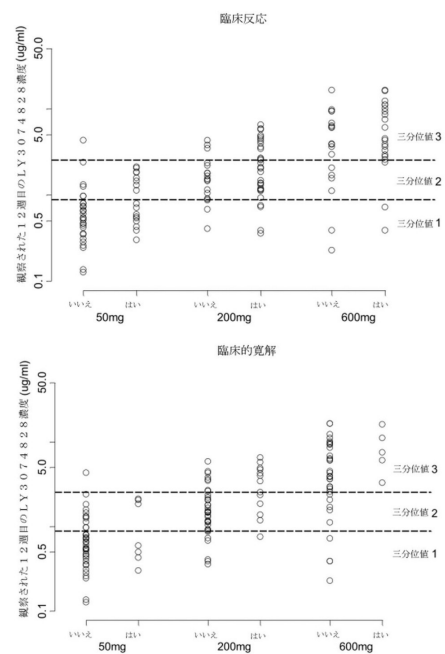 臨床反応
観察された１２週目のＬＹ３０７４８２８濃度(ug/ml)
50.0
5.0
0.5
0.1
三分位値 3
三分位値 2
三分位値 1
いいえ はい いいえ はい いいえ はい
50mg 200mg 600mg
臨床的寛解
観察された１２週目のＬＹ３０７４８２８濃度(ug/ml)
50.0
5.0
0.5
0.1
三分位値 3
三分位値 2
三分位値 1
いいえ はい いいえ はい いいえ はい
50mg 200mg 600mg